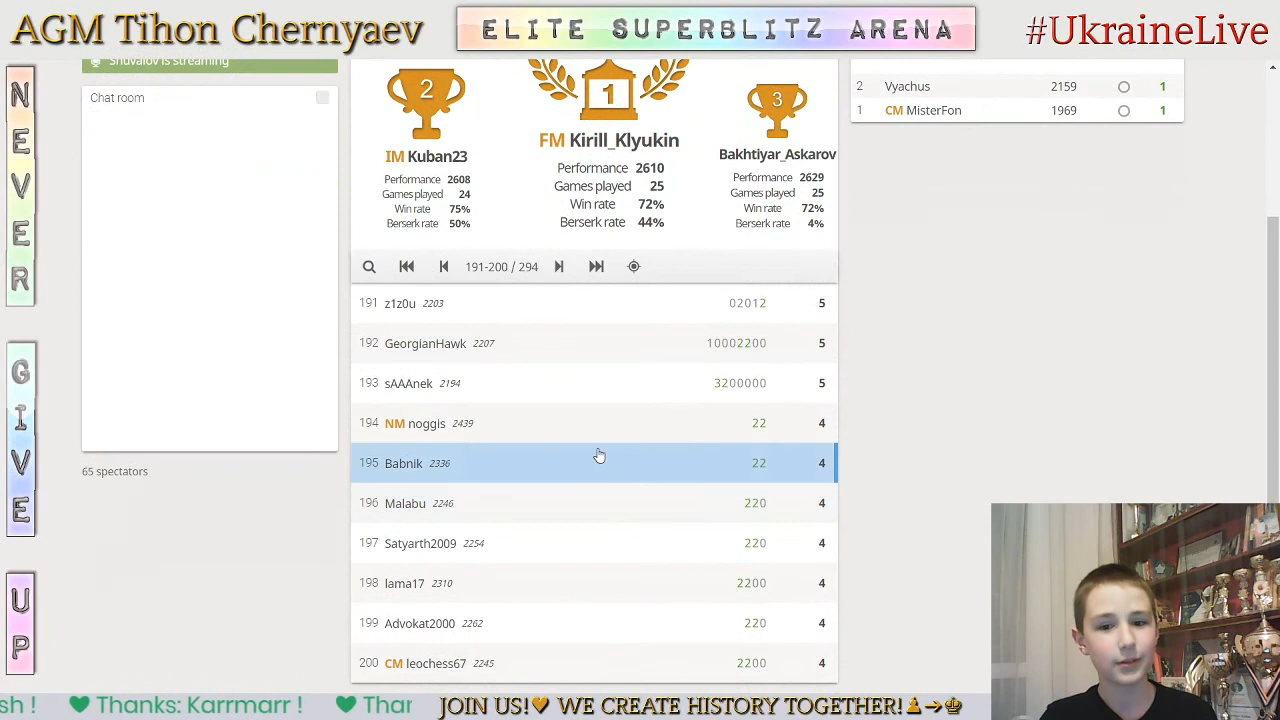 AGM Tihon Chernyaev
ELITE SUPERBLITZ ARENA
#UkraineLive
NEVER
GIVE
UP
Shuvalov is streaming
Chat room
65 spectators
2
IM Kuban23
Performance 2608
Games played 24
Win rate 75%
Berserk rate 50%
1
FM Kirill_Klyukin
Performance 2610
Games played 25
Win rate 72%
Berserk rate 44%
3
Bakhtiyar_Askarov
Performance 2629
Games played 25
Win rate 72%
Berserk rate 4%
191-200 / 294
191 z1z0u 2203 02012 5
192 GeorgianHawk 2207 10002200 5
193 sAAAnek 2194 3200000 5
194 NM noggis 2439 22 4
195 Babnik 2336 22 4
196 Malabu 2246 220 4
197 Satyarth2009 2254 220 4
198 lama17 2310 2200 4
199 Advokat2000 2262 220 4
200 CM leochess67 2245 2200 4
2 Vyachus 2159 1
1 CM MisterFon 1969 1
sh ! Thanks: Karrmarr ! Thar
JOIN US! WE CREATE HISTORY TOGETHER!